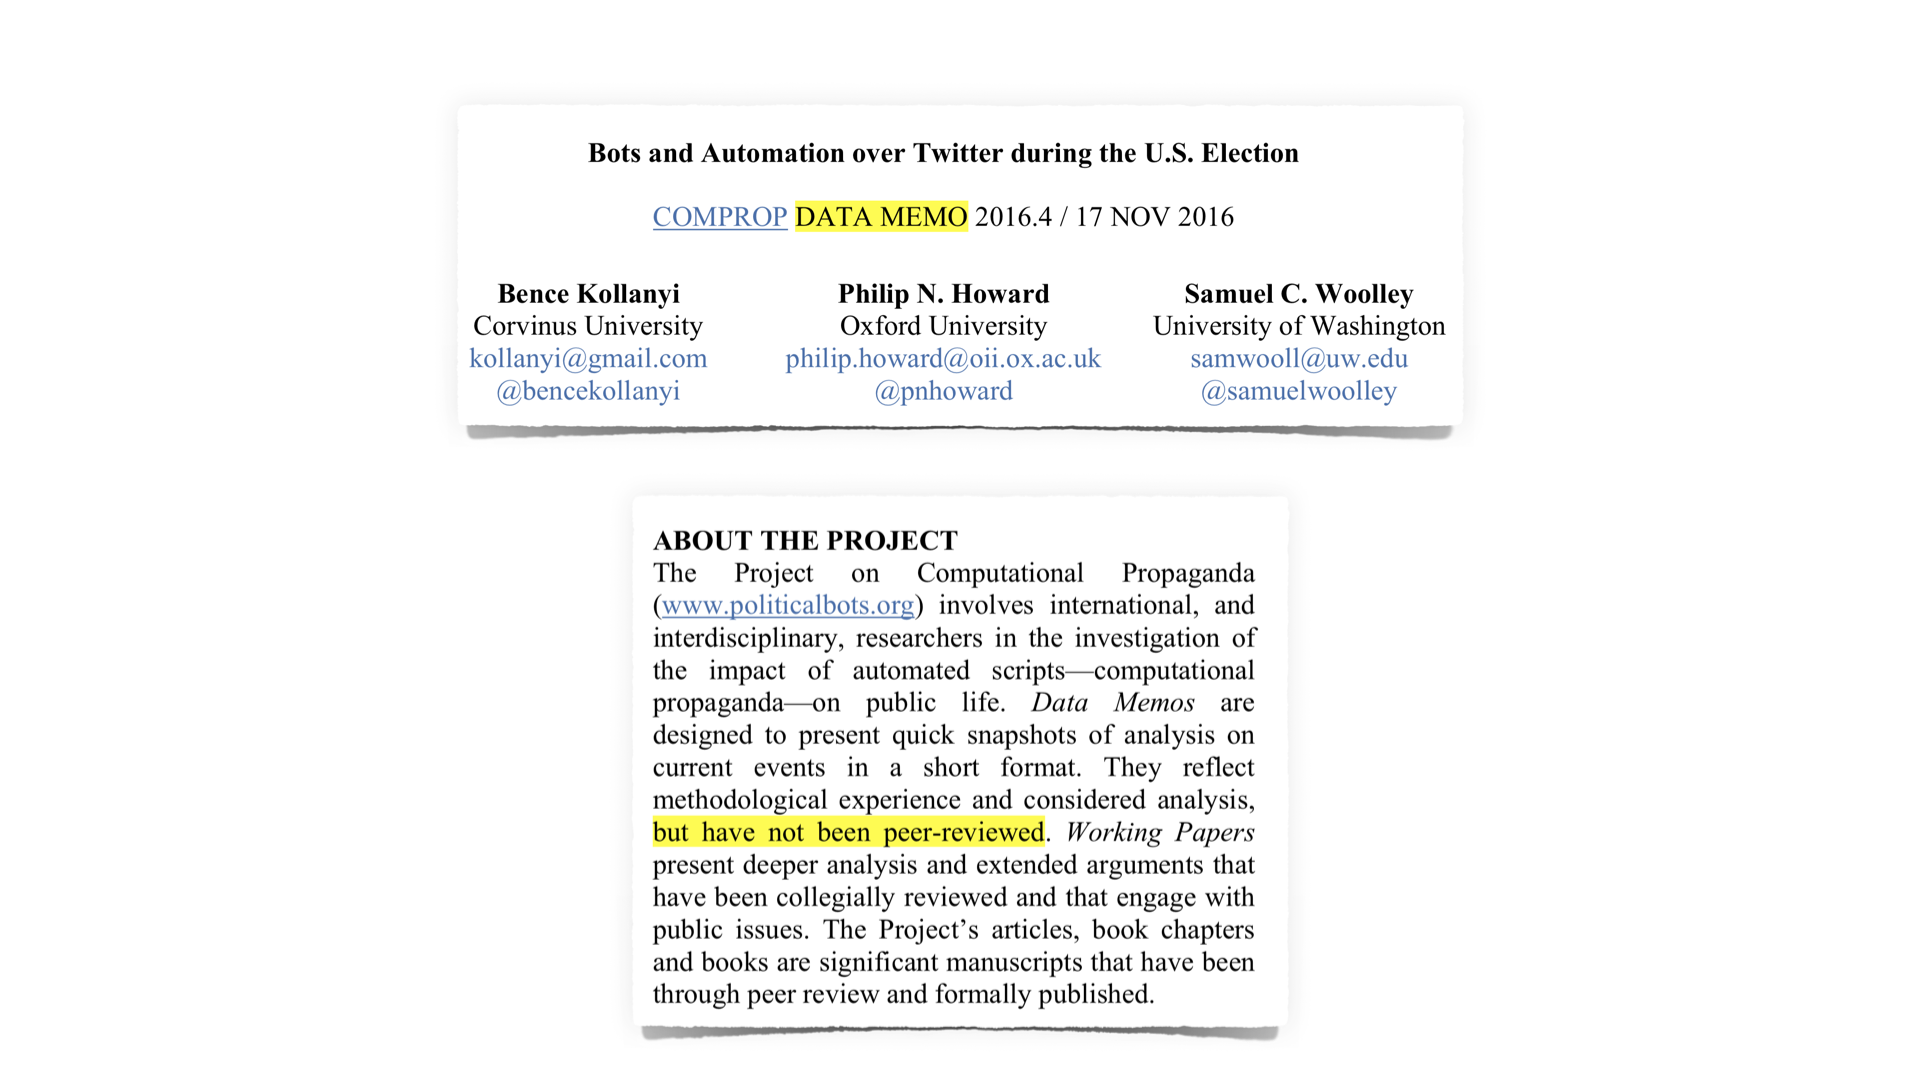 Bots and Automation over Twitter during the U.S. Election
COMPROP DATA MEMO 2016.4 / 17 NOV 2016
Bence Kollanyi
Corvinus University
kollanyi@gmail.com
@bencekollanyi
Philip N. Howard
Oxford University
philip.howard@oii.ox.ac.uk
@pnhoward
Samuel C. Woolley
University of Washington
samwooll@uw.edu
@samuelwoolley
ABOUT THE PROJECT
The Project on Computational Propaganda
(www.politicalbots.org) involves international, and
interdisciplinary, researchers in the investigation of
the impact of automated scripts—computational
propaganda—on public life. Data Memos are
designed to present quick snapshots of analysis on
current events in a short format. They reflect
methodological experience and considered analysis,
but have not been peer-reviewed. Working Papers
present deeper analysis and extended arguments that
have been collegially reviewed and that engage with
public issues. The Project’s articles, book chapters
and books are significant manuscripts that have been
through peer review and formally published.